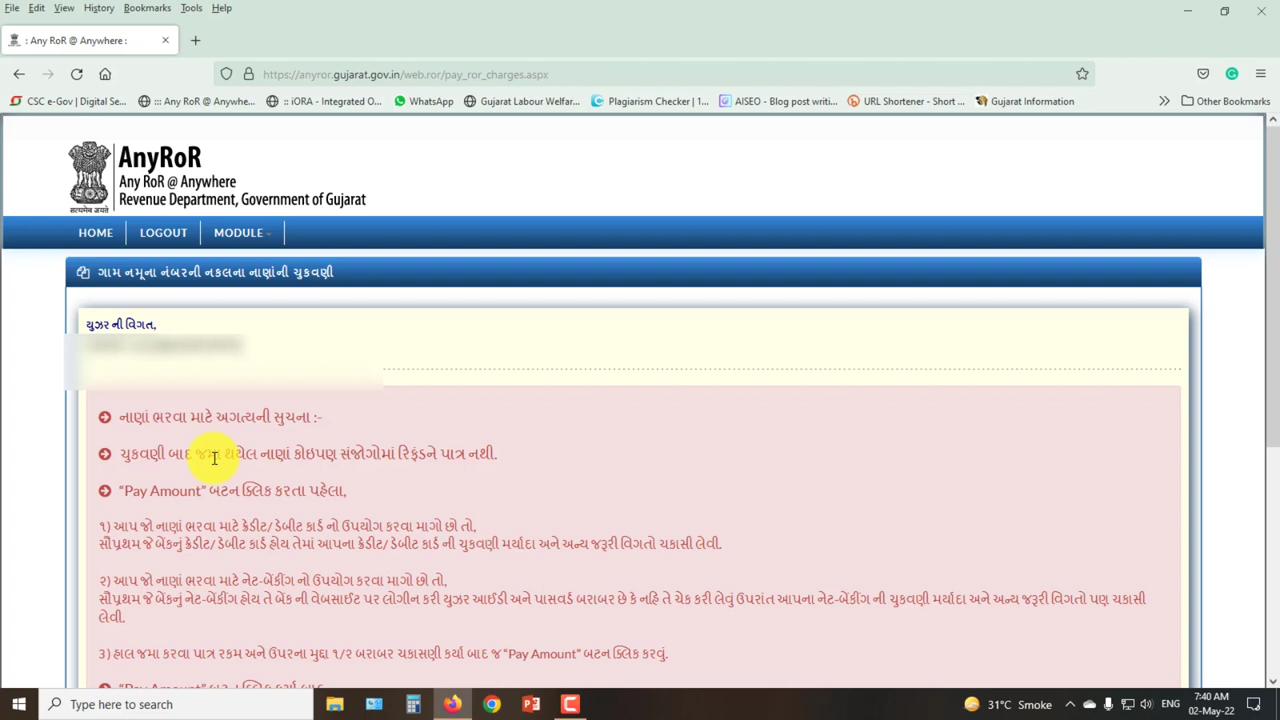 File Edit View History Bookmarks Tools Help
: Any RoR @ Anywhere :
https://anyror.gujarat.gov.in/web.ror/pay_ror_charges.aspx
CSC e-Gov | Digital Se... ::: Any RoR @ Anywhe... :: iORA - Integrated O... WhatsApp Gujarat Labour Welfar... Plagiarism Checker | 1... AISEO - Blog post writi... URL Shortener - Short ... Gujarat Information Other Bookmarks
AnyRoR
Any RoR @ Anywhere
Revenue Department, Government of Gujarat
सत्यमेव जयते
HOME LOGOUT MODULE
ગામ નમૂના નંબરની નકલના નાણાંની ચુકવણી
યુઝર ની વિગત,
નાણાં ભરવા માટે અગત્યની સુચના :-
ચુકવણી બાદ જમા થયેલ નાણાં કોઇપણ સંજોગોમાં રિફંડને પાત્ર નથી.
“Pay Amount” બટન ક્લિક કરતા પહેલા,
૧) આપ જો નાણાં ભરવા માટે ક્રેડીટ/ ડેબીટ કાર્ડ નો ઉપયોગ કરવા માગો છો તો,
સૌપ્રથમ જે બેંકનું ક્રેડીટ/ ડેબીટ કાર્ડ હોય તેમાં આપના ક્રેડીટ/ ડેબીટ કાર્ડ ની ચુકવણી મર્યાદા અને અન્ય જરૂરી વિગતો ચકાસી લેવી.
૨) આપ જો નાણાં ભરવા માટે નેટ-બેંકીંગ નો ઉપયોગ કરવા માગો છો તો,
સૌપ્રથમ જે બેંકનું નેટ-બેંકીંગ હોય તે બેંક ની વેબસાઈટ પર લોગીન કરી યુઝર આઈડી અને પાસવર્ડ બરાબર છે કે નહિ તે ચેક કરી લેવું ઉપરાંત આપના નેટ-બેંકીંગ ની ચુકવણી મર્યાદા અને અન્ય જરૂરી વિગતો પણ ચકાસી
લેવી.
3) હાલ જમા કરવા પાત્ર રકમ અને ઉપરના મુદ્દા ૧/૨ બરાબર ચકાસણી કર્યા બાદ જ “Pay Amount” બટન ક્લિક કરવું.
Type here to search 31°C Smoke ENG 7:40 AM
02-May-22